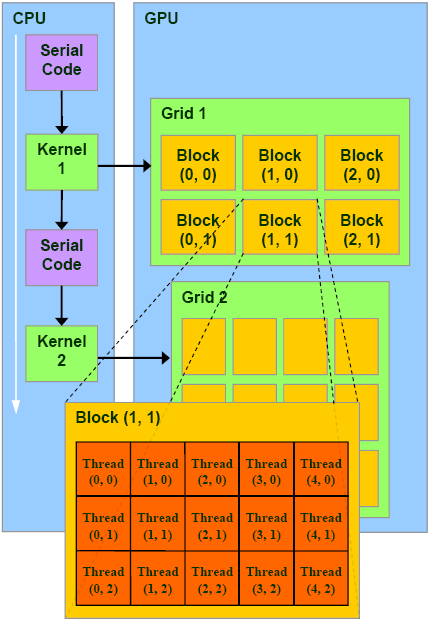 CPU
GPU
Serial
Code
Grid 1
Kernel
1
Block
(0, 0)
Block
(1, 0)
Block
(2, 0)
Block
(0, 1)
Block
(1, 1)
Block
(2, 1)
Serial
Code
Grid 2
Kernel
2
Block (1, 1)
Thread
(0, 0)
Thread
(1, 0)
Thread
(2, 0)
Thread
(3, 0)
Thread
(4, 0)
Thread
(0, 1)
Thread
(1, 1)
Thread
(2, 1)
Thread
(3, 1)
Thread
(4, 1)
Thread
(0, 2)
Thread
(1, 2)
Thread
(2, 2)
Thread
(3, 2)
Thread
(4, 2)